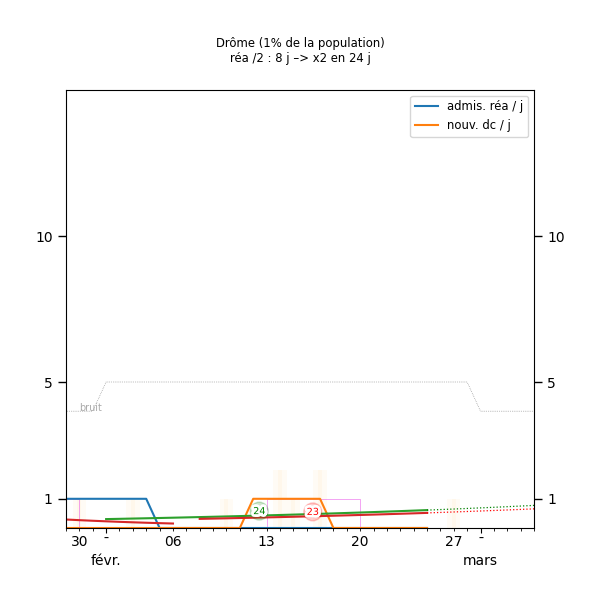 Drôme (1% de la population)
réa /2 : 8 j –> x2 en 24 j
admis. réa / j
nouv. dc / j
10
10
5
5
bruit
1
1
24
23
30
-
06
13
20
27
-
févr.
mars